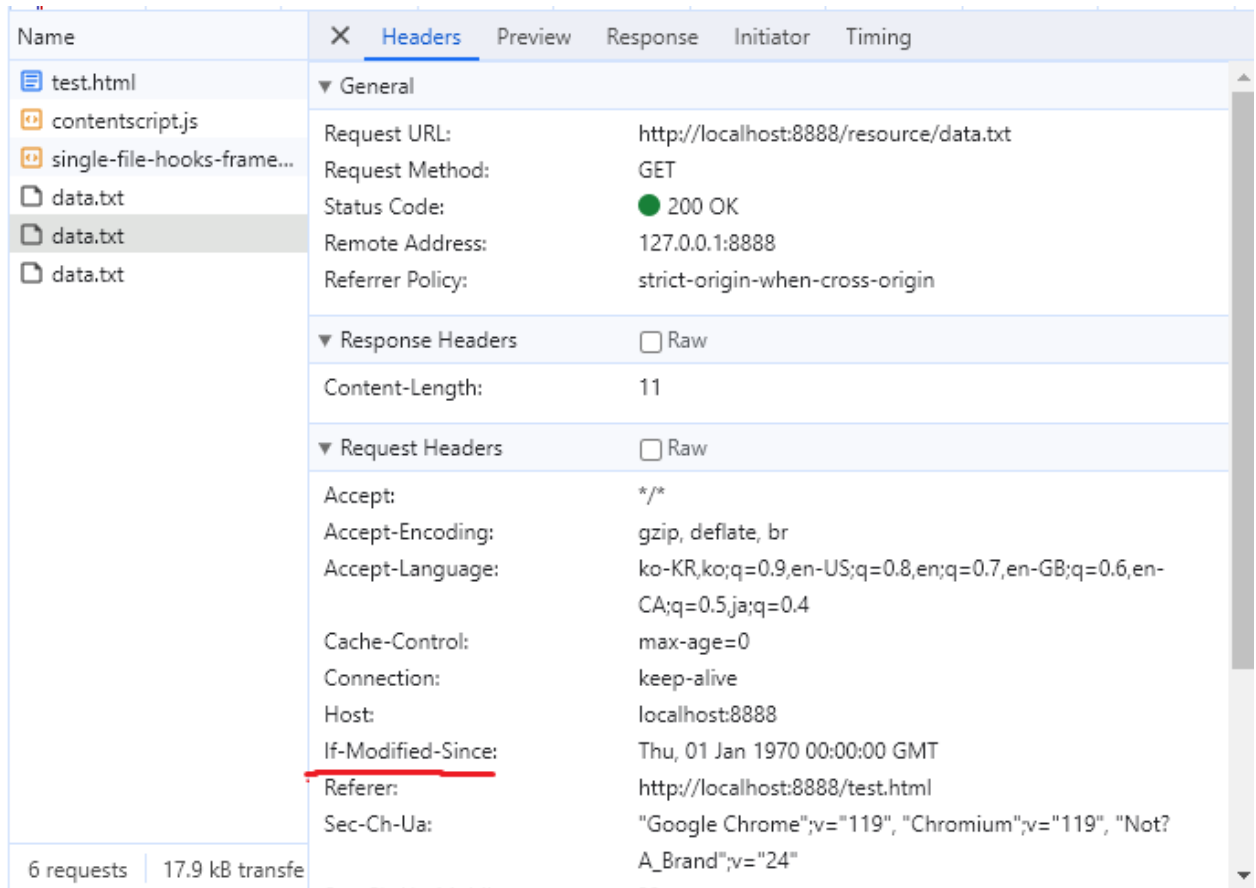 Name
Headers Preview Response Initiator Timing
test.html
contentscript.js
single-file-hooks-frame...
data.txt
data.txt
data.txt
6 requests 17.9 kB transfe
General
Request URL: http://localhost:8888/resource/data.txt
Request Method: GET
Status Code: 200 OK
Remote Address: 127.0.0.1:8888
Referrer Policy: strict-origin-when-cross-origin
Response Headers Raw
Content-Length: 11
Request Headers Raw
Accept: */*
Accept-Encoding: gzip, deflate, br
Accept-Language: ko-KR,ko;q=0.9,en-US;q=0.8,en;q=0.7,en-GB;q=0.6,en-
CA;q=0.5,ja;q=0.4
Cache-Control: max-age=0
Connection: keep-alive
Host: localhost:8888
If-Modified-Since: Thu, 01 Jan 1970 00:00:00 GMT
Referer: http://localhost:8888/test.html
Sec-Ch-Ua: "Google Chrome";v="119", "Chromium";v="119", "Not?
A_Brand";v="24"